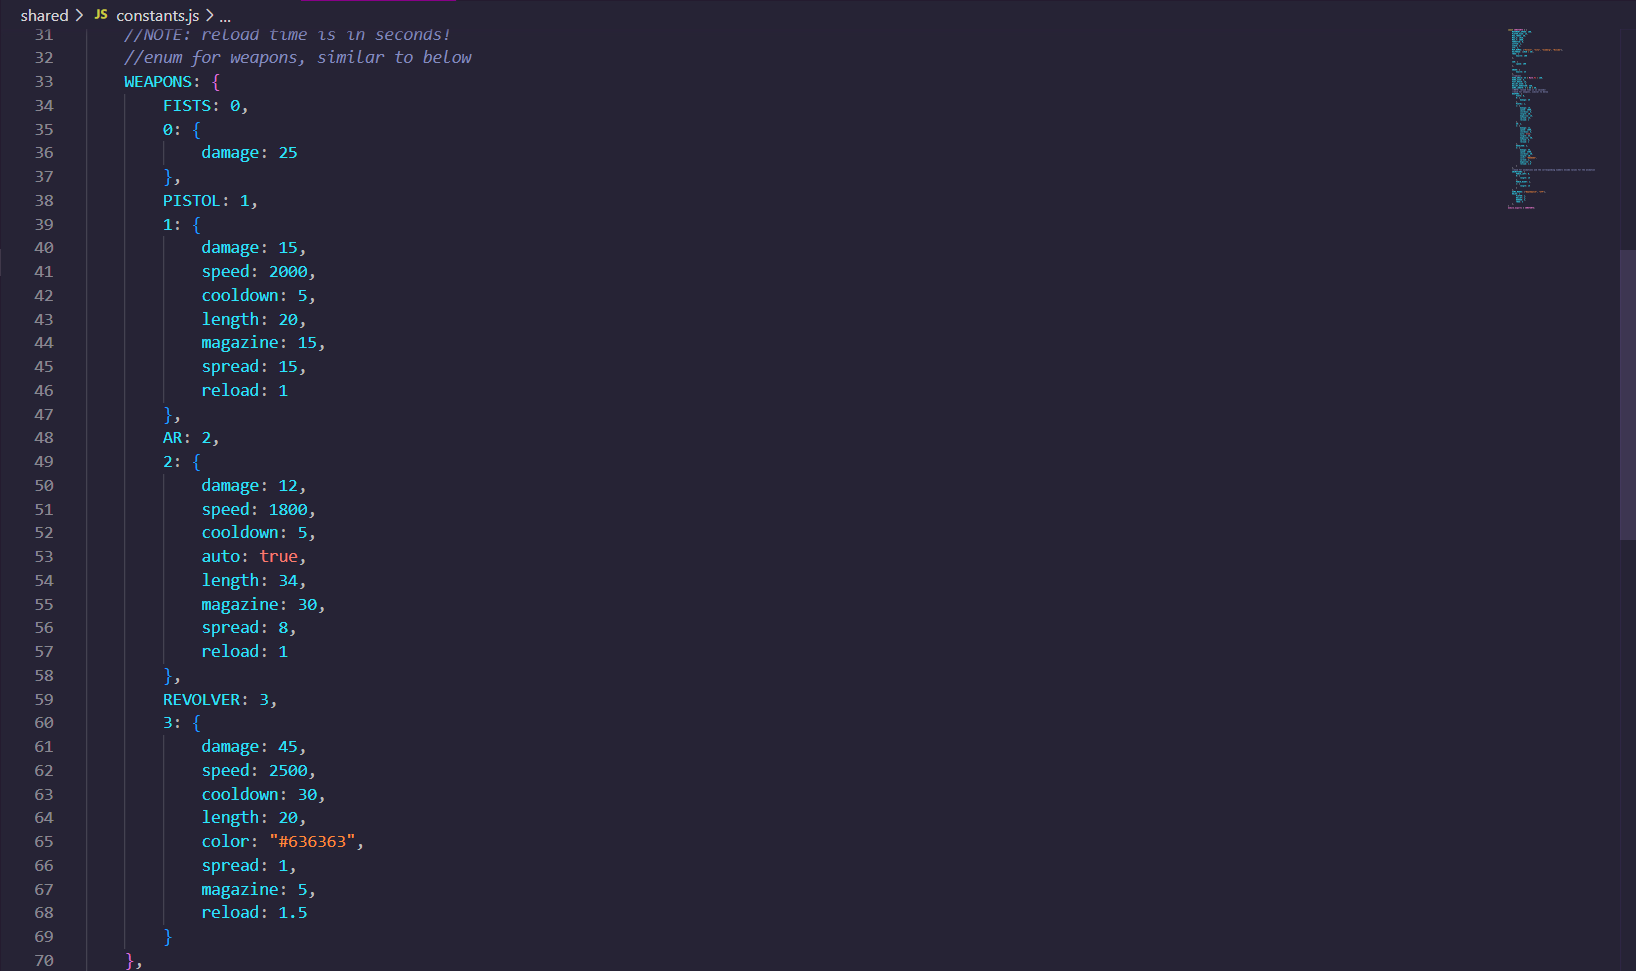 shared > JS constants.js > ...
31 //NOTE: reload time is in seconds!
32 //enum for weapons, similar to below
33 WEAPONS: {
34 FISTS: 0,
35 0: {
36 damage: 25
37 },
38 PISTOL: 1,
39 1: {
40 damage: 15,
41 speed: 2000,
42 cooldown: 5,
43 length: 20,
44 magazine: 15,
45 spread: 15,
46 reload: 1
47 },
48 AR: 2,
49 2: {
50 damage: 12,
51 speed: 1800,
52 cooldown: 5,
53 auto: true,
54 length: 34,
55 magazine: 30,
56 spread: 8,
57 reload: 1
58 },
59 REVOLVER: 3,
60 3: {
61 damage: 45,
62 speed: 2500,
63 cooldown: 30,
64 length: 20,
65 color: "#636363",
66 spread: 1,
67 magazine: 5,
68 reload: 1.5
69 }
70 },